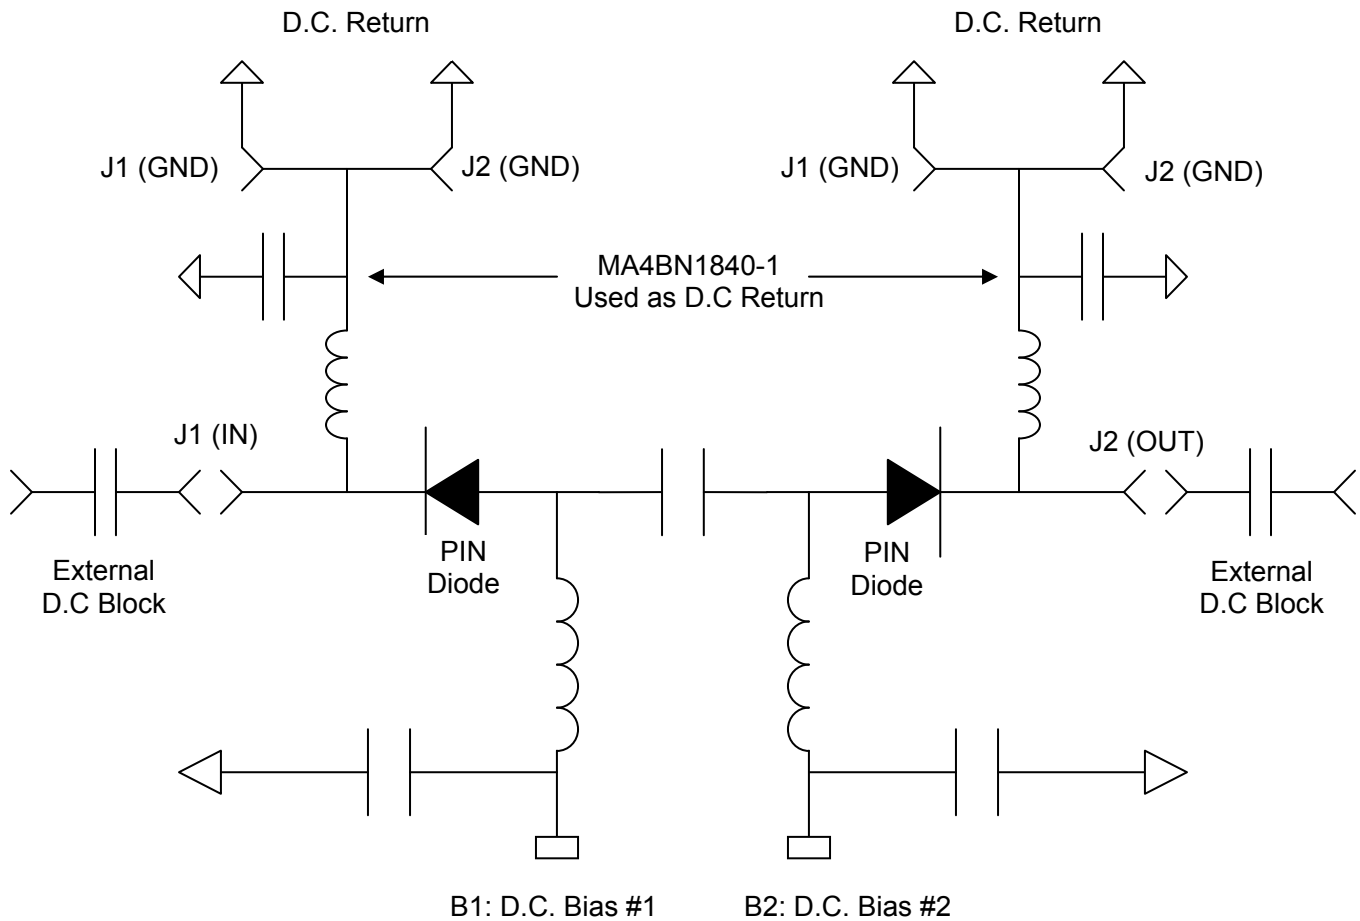 D.C. Return
D.C. Return
J1 (GND)
J2 (GND)
J1 (GND)
J2 (GND)
MA4BN1840-1
Used as D.C Return
J1 (IN)
J2 (OUT)
PIN
Diode
PIN
Diode
External
D.C Block
External
D.C Block
B1: D.C. Bias #1
B2: D.C. Bias #2